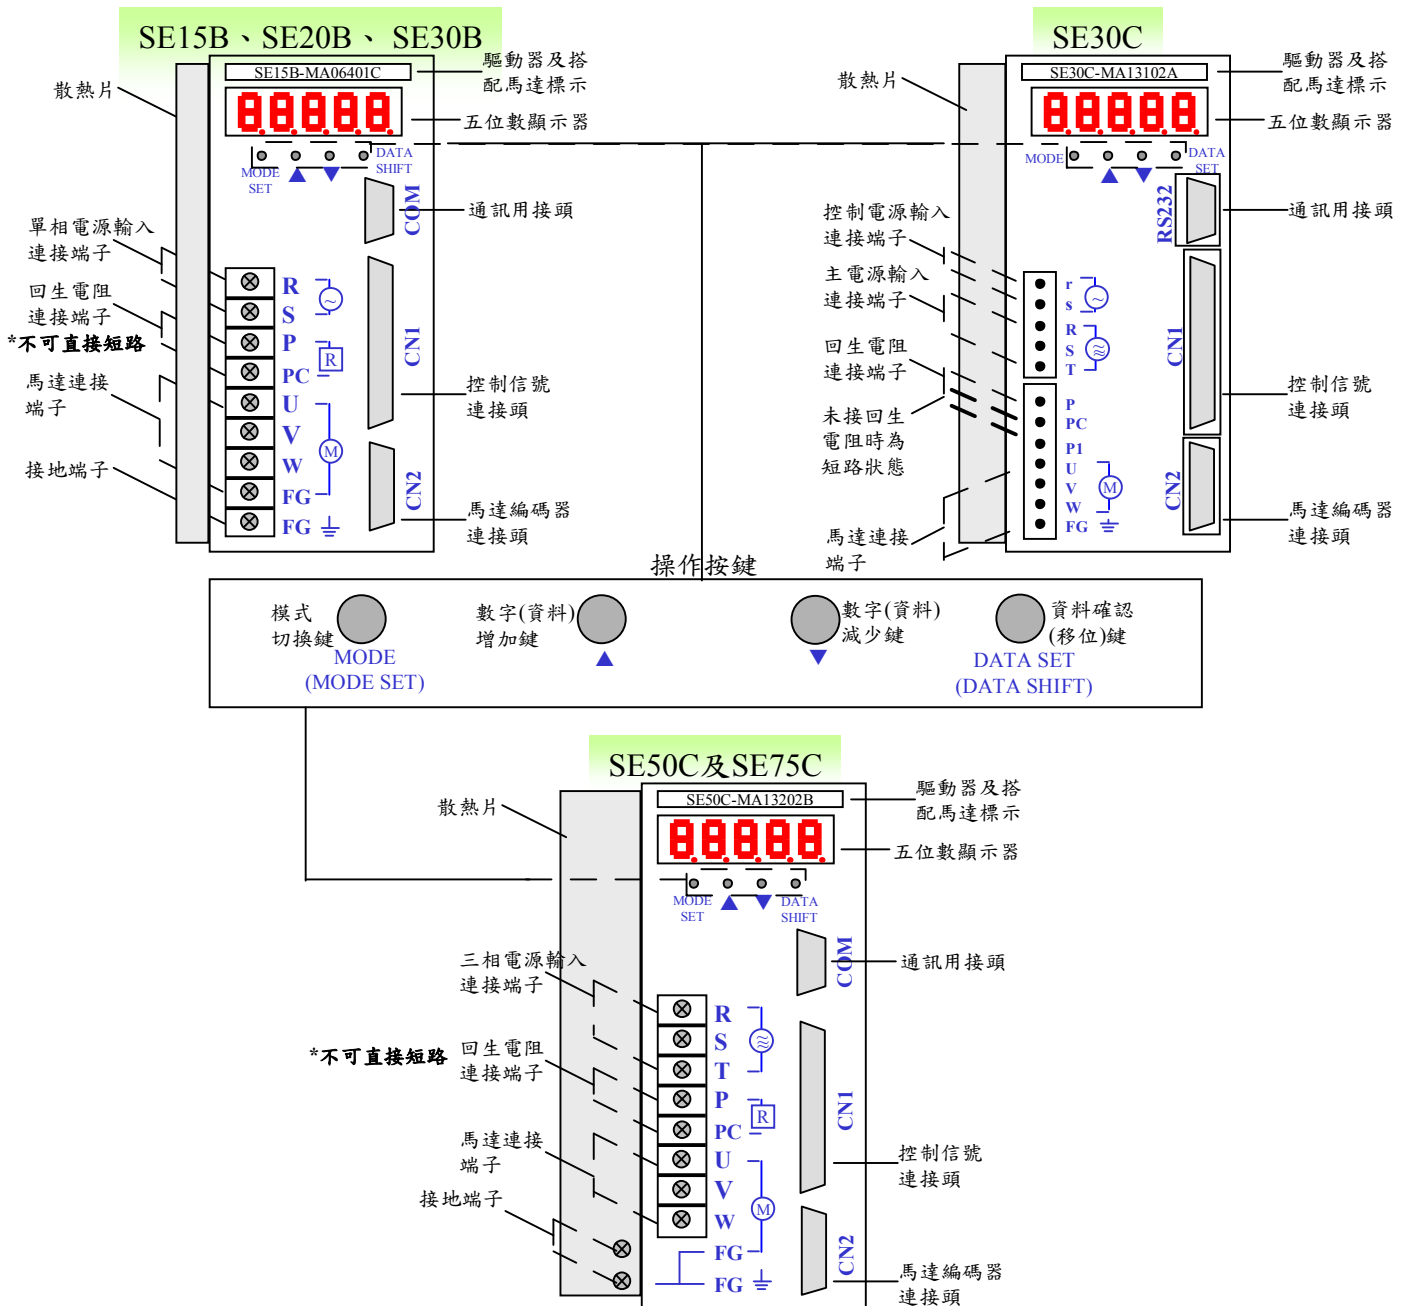 SE15B、SE20B、 SE30B
SE15B-MA06401C
驅動器及搭
配馬達標示
散熱片
五位數顯示器
MODE
SET
DATA
SHIFT
COM
通訊用接頭
單相電源輸入
連接端子
回生電阻
連接端子
*不可直接短路
馬達連接
端子
接地端子
R
S
P
PC
U
V
W
FG
FG
~
R
M
CN1
控制信號
連接頭
CN2
馬達編碼器
連接頭
SE30C
SE30C-MA13102A
驅動器及搭
配馬達標示
散熱片
五位數顯示器
MODE
DATA
SET
RS232
通訊用接頭
控制電源輸入
連接端子
主電源輸入
連接端子
回生電阻
連接端子
未接回生
電阻時為
短路狀態
馬達連接
端子
r
s
R
S
T
P
PC
P1
U
V
W
FG
~
M
CN1
控制信號
連接頭
CN2
馬達編碼器
連接頭
操作按鍵
模式
切換鍵
MODE
(MODE SET)
數字(資料)
增加鍵
數字(資料)
減少鍵
資料確認
(移位)鍵
DATA SET
(DATA SHIFT)
SE50C及SE75C
SE50C-MA13202B
驅動器及搭
配馬達標示
散熱片
五位數顯示器
MODE
SET
DATA
SHIFT
COM
通訊用接頭
三相電源輸入
連接端子
*不可直接短路
回生電阻
連接端子
馬達連接
端子
接地端子
R
S
T
P
PC
U
V
W
FG
FG
R
M
CN1
控制信號
連接頭
CN2
馬達編碼器
連接頭